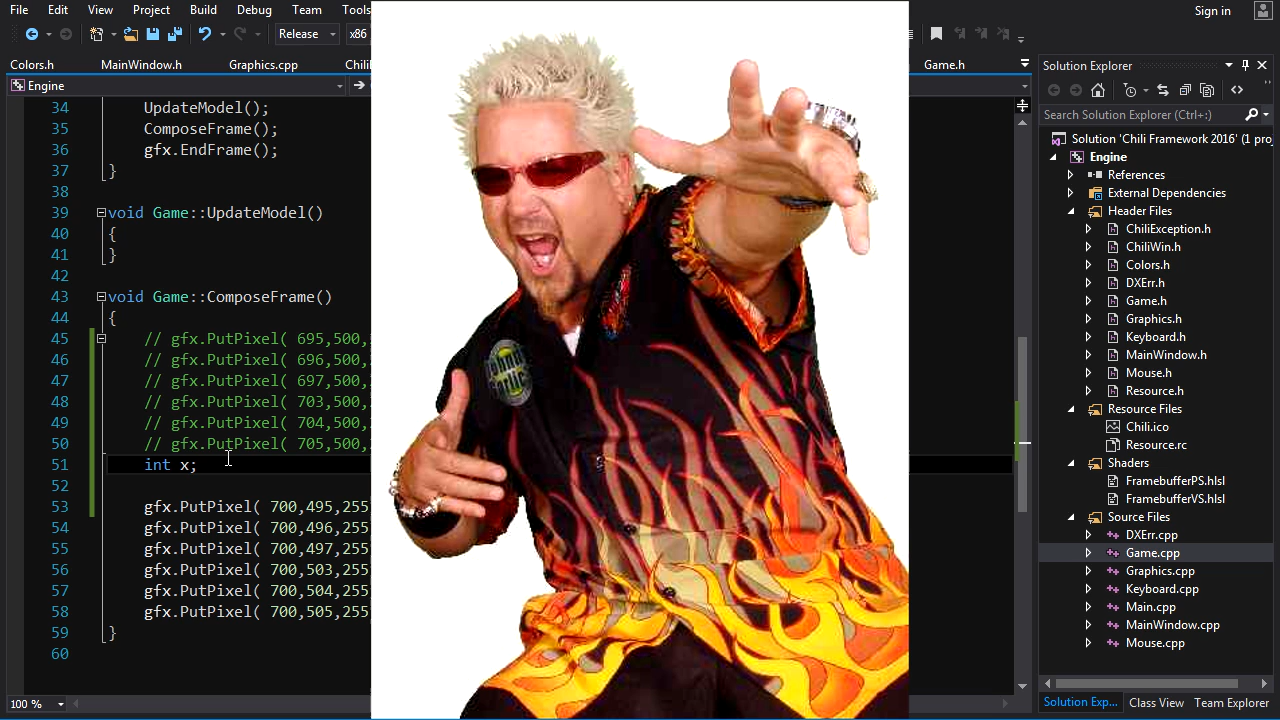 File Edit View Project Build Debug Team Tools Sign in
Release x86
Colors.h MainWindow.h Graphics.cpp Game.h
Engine
34 UpdateModel();
35 ComposeFrame();
36 gfx.EndFrame();
37 }
38
39 void Game::UpdateModel()
40 {
41 }
42
43 void Game::ComposeFrame()
44 {
45 // gfx.PutPixel( 695,500,
46 // gfx.PutPixel( 696,500,
47 // gfx.PutPixel( 697,500,
48 // gfx.PutPixel( 703,500,
49 // gfx.PutPixel( 704,500,
50 // gfx.PutPixel( 705,500,
51 int x;
52
53 gfx.PutPixel( 700,495,255
54 gfx.PutPixel( 700,496,255
55 gfx.PutPixel( 700,497,255
56 gfx.PutPixel( 700,503,255
57 gfx.PutPixel( 700,504,255
58 gfx.PutPixel( 700,505,255
59 }
60
100 %
Solution Explorer
Search Solution Explorer (Ctrl+;)
Solution 'Chili Framework 2016' (1 pro
Engine
References
External Dependencies
Header Files
ChiliException.h
ChiliWin.h
Colors.h
DXErr.h
Game.h
Graphics.h
Keyboard.h
MainWindow.h
Mouse.h
Resource.h
Resource Files
Chili.ico
Resource.rc
Shaders
FramebufferPS.hlsl
FramebufferVS.hlsl
Source Files
DXErr.cpp
Game.cpp
Graphics.cpp
Keyboard.cpp
Main.cpp
MainWindow.cpp
Mouse.cpp
Solution Exp... Class View Team Explorer